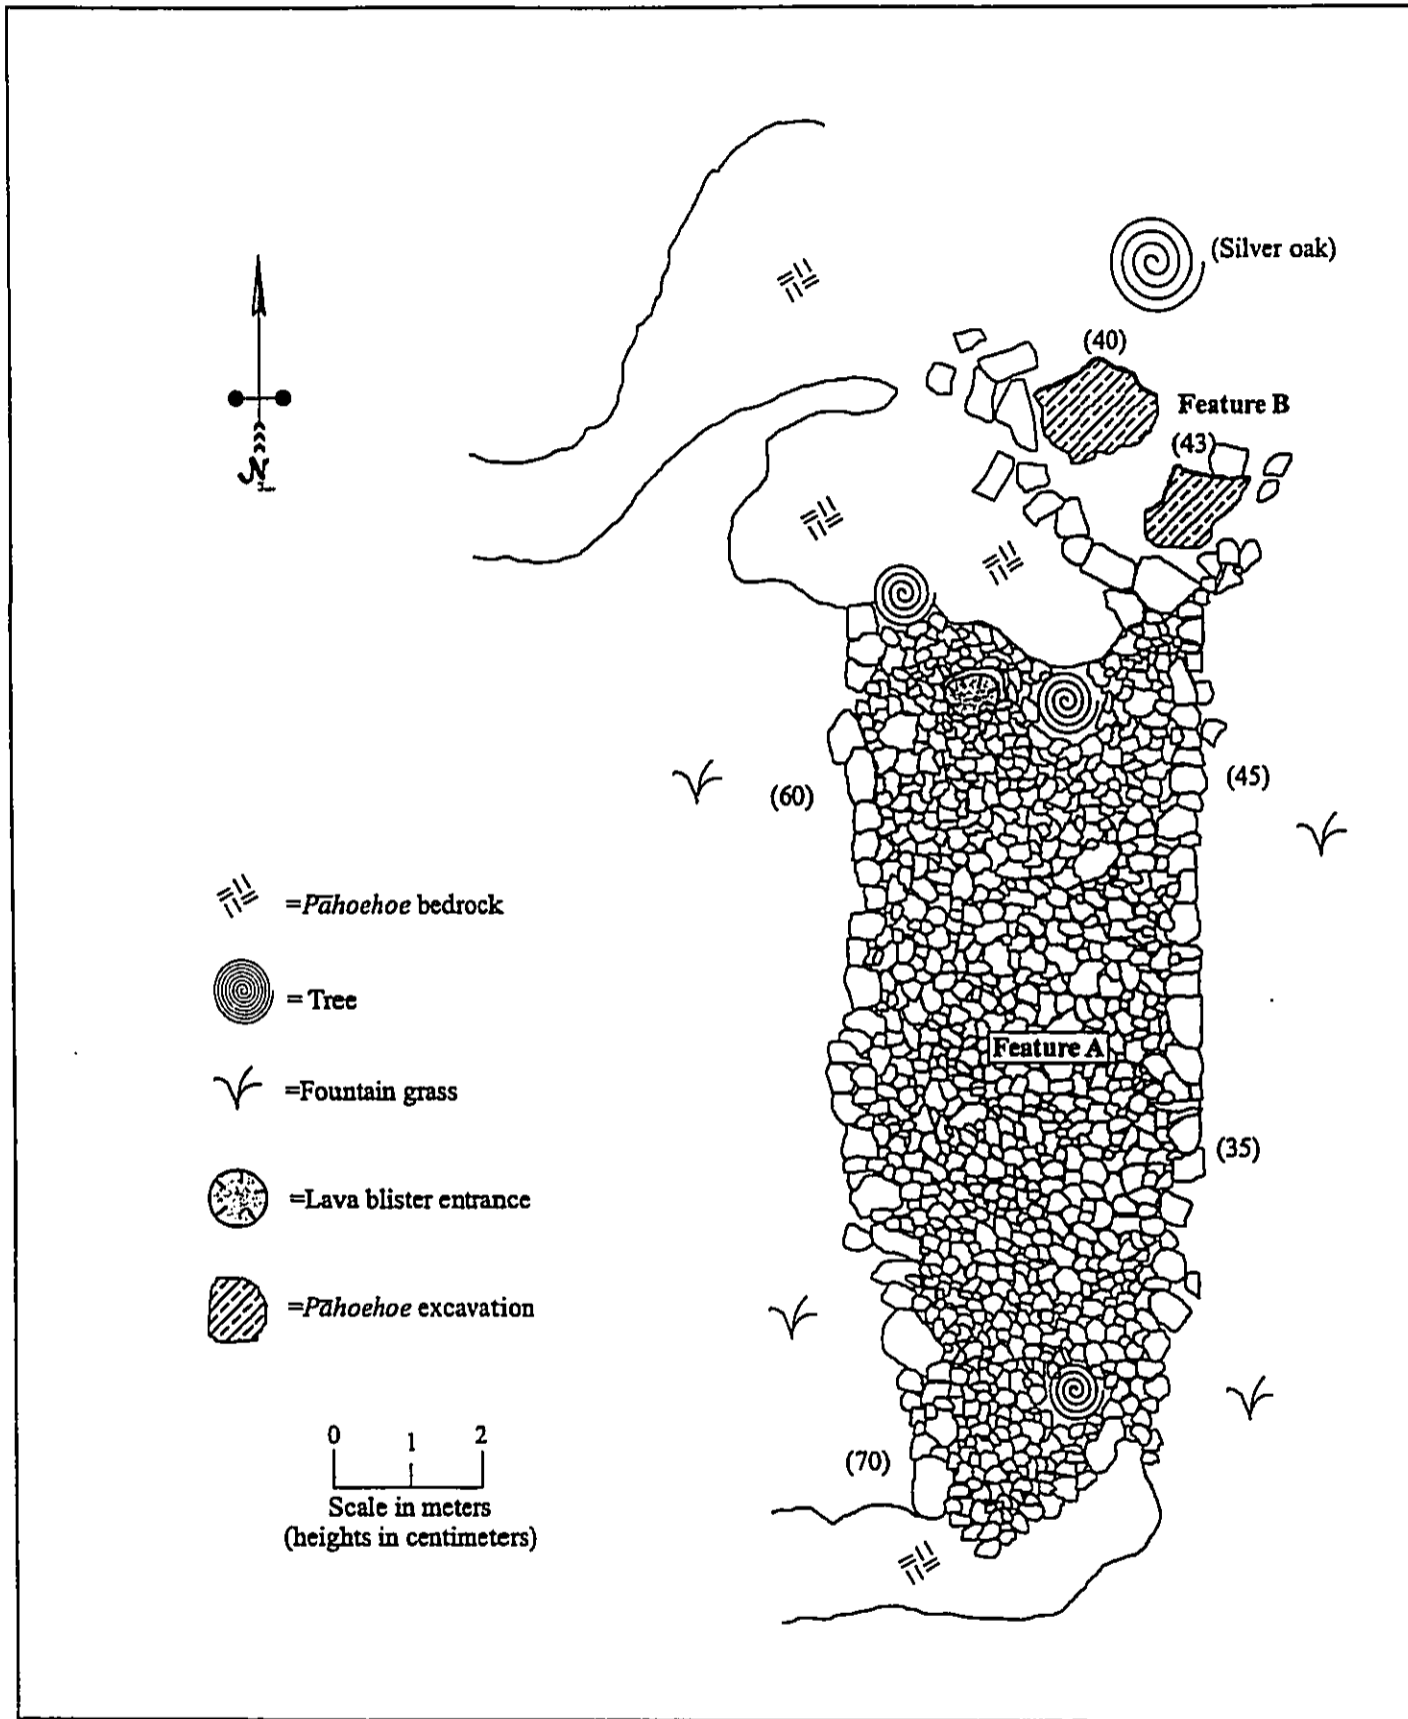 (Silver oak)
(40)
Feature B
(43)
N
(60)
(45)
=Pāhoehoe bedrock
= Tree
Feature A
=Fountain grass
(35)
=Lava blister entrance
=Pāhoehoe excavation
0 1 2
(70)
Scale in meters
(heights in centimeters)